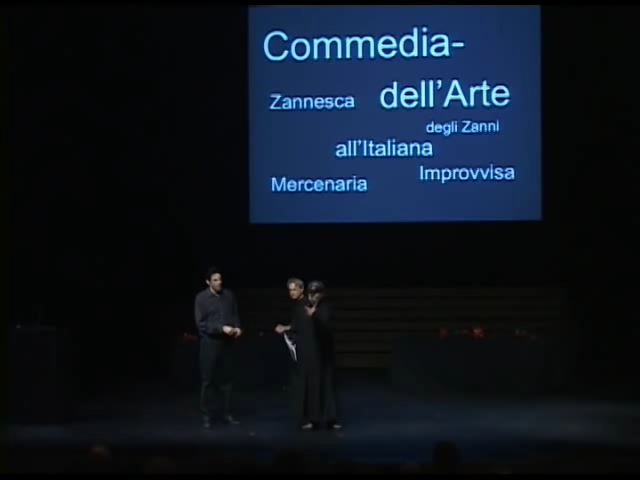 Commedia-
Zannesca dell'Arte
degli Zanni
all'Italiana
Mercenaria Improvvisa